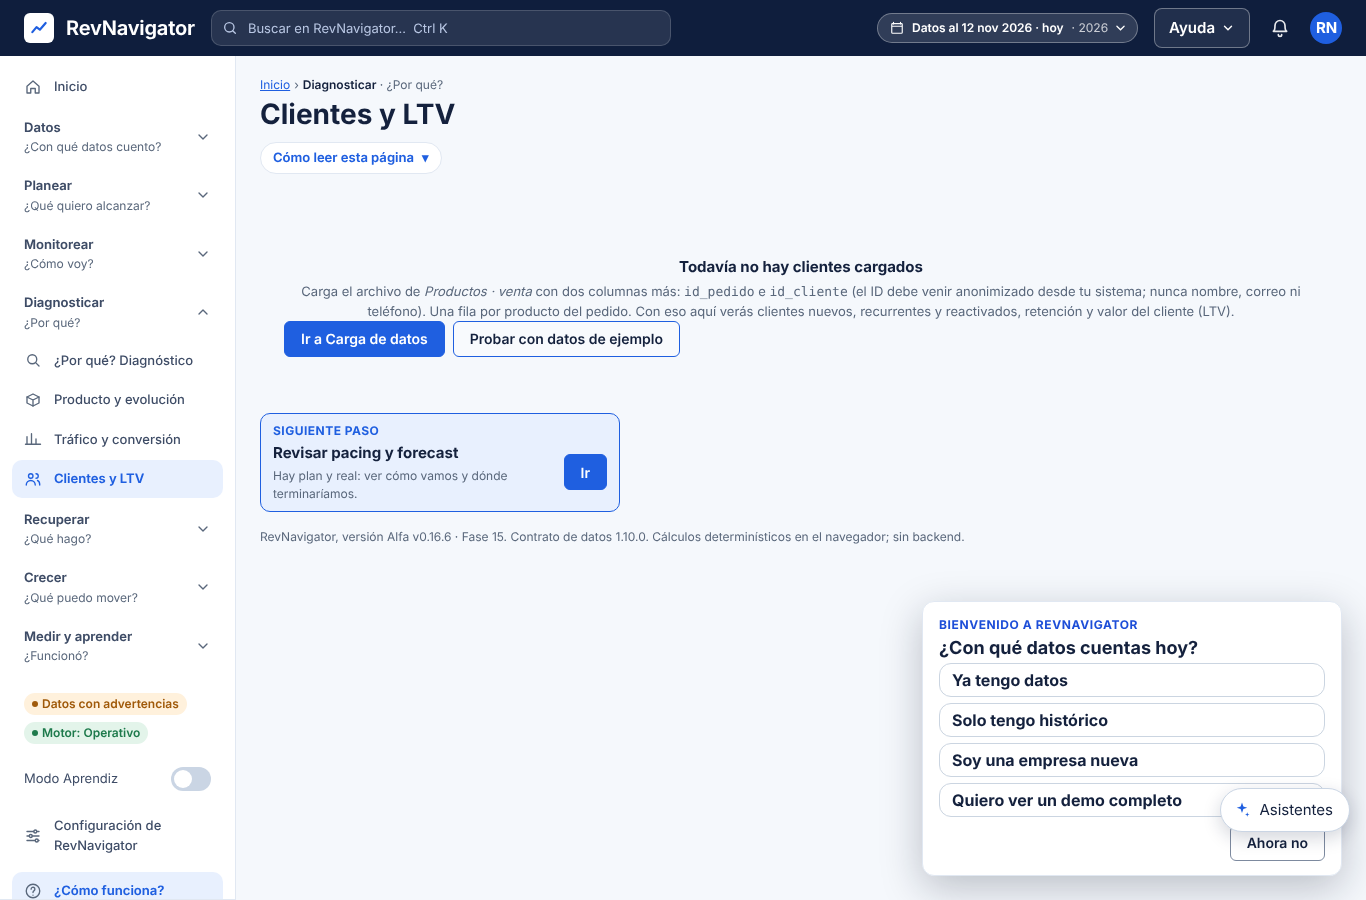 RevNavigator
Buscar en RevNavigator... Ctrl K
Datos al 12 nov 2026 · hoy · 2026
Ayuda
RN
Inicio
Datos
¿Con qué datos cuento?
Planear
¿Qué quiero alcanzar?
Monitorear
¿Cómo voy?
Diagnosticar
¿Por qué?
¿Por qué? Diagnóstico
Producto y evolución
Tráfico y conversión
Clientes y LTV
Recuperar
¿Qué hago?
Crecer
¿Qué puedo mover?
Medir y aprender
¿Funcionó?
Datos con advertencias
Motor: Operativo
Modo Aprendiz
Configuración de
RevNavigator
¿Cómo funciona?
Inicio › Diagnosticar · ¿Por qué?
Clientes y LTV
Cómo leer esta página ▼
Todavía no hay clientes cargados
Carga el archivo de Productos · venta con dos columnas más: id_pedido e id_cliente (el ID debe venir anonimizado desde tu sistema; nunca nombre, correo ni
teléfono). Una fila por producto del pedido. Con eso aquí verás clientes nuevos, recurrentes y reactivados, retención y valor del cliente (LTV).
Ir a Carga de datos
Probar con datos de ejemplo
SIGUIENTE PASO
Revisar pacing y forecast
Hay plan y real: ver cómo vamos y dónde
terminaríamos.
Ir
RevNavigator, versión Alfa v0.16.6 · Fase 15. Contrato de datos 1.10.0. Cálculos determinísticos en el navegador; sin backend.
BIENVENIDO A REVNAVIGATOR
¿Con qué datos cuentas hoy?
Ya tengo datos
Solo tengo histórico
Soy una empresa nueva
Quiero ver un demo completo
Asistentes
Ahora no